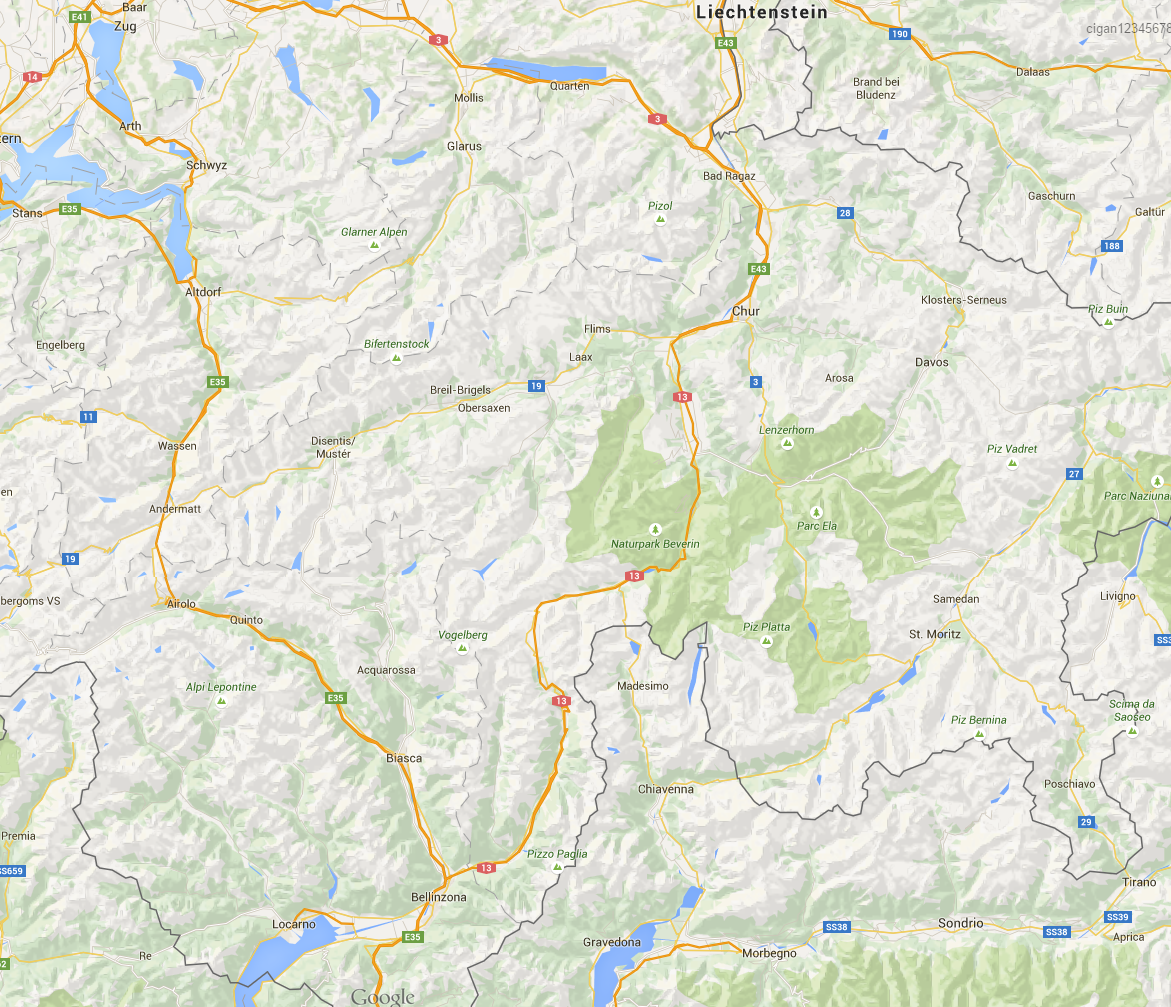 Baar
Liechtenstein
E41
Zug
cigan12345678
190
3
E43
Dalaas
14
Quarten
Brand bei
Bludenz
Mollis
3
Arth
Glarus
Schwyz
Bad Ragaz
Gaschurn
Pizol
Stans
E35
28
Galtür
Glarner Alpen
188
E43
Altdorf
Klosters-Serneus
Chur
Piz Buin
Flims
Engelberg
Bifertenstock
Laax
Davos
Arosa
E35
Breil-Brigels
19
3
13
Obersaxen
11
Lenzerhorn
Wassen
Disentis/
Mustér
Piz Vadret
27
Andermatt
Parc Ela
Naturpark Beverin
19
13
Samedan
Livigno
Airolo
Quinto
Vogelberg
Piz Platta
St. Moritz
Acquarossa
Alpi Lepontine
Madesimo
E35
13
Scima da
Saoseo
Piz Bernina
Biasca
Chiavenna
Poschiavo
29
Premia
Pizzo Paglia
13
SS659
Tirano
Bellinzona
Locarno
SS39
SS38
Sondrio
SS38
E35
Gravedona
Aprica
Re
Morbegno
Google